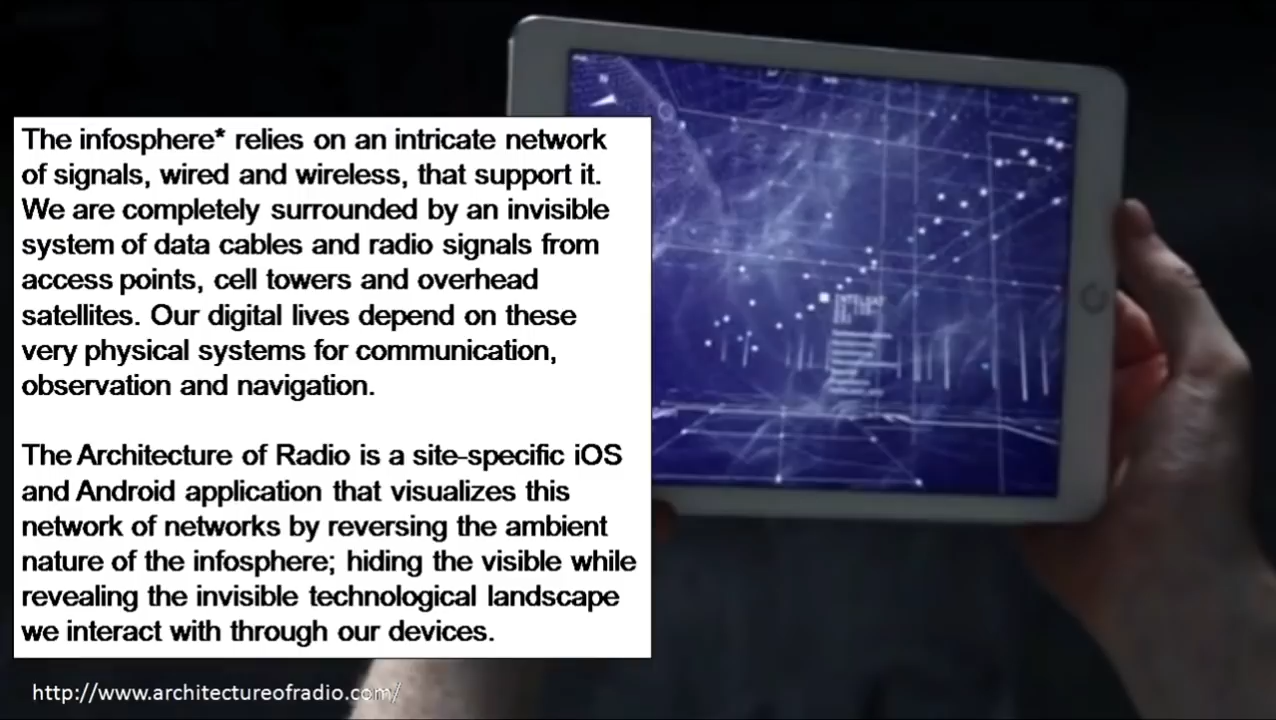 The infosphere* relies on an intricate network
of signals, wired and wireless, that support it.
We are completely surrounded by an invisible
system of data cables and radio signals from
access points, cell towers and overhead
satellites. Our digital lives depend on these
very physical systems for communication,
observation and navigation.
The Architecture of Radio is a site-specific iOS
and Android application that visualizes this
network of networks by reversing the ambient
nature of the infosphere; hiding the visible while
revealing the invisible technological landscape
we interact with through our devices.
http://www.architectureofradio.com/